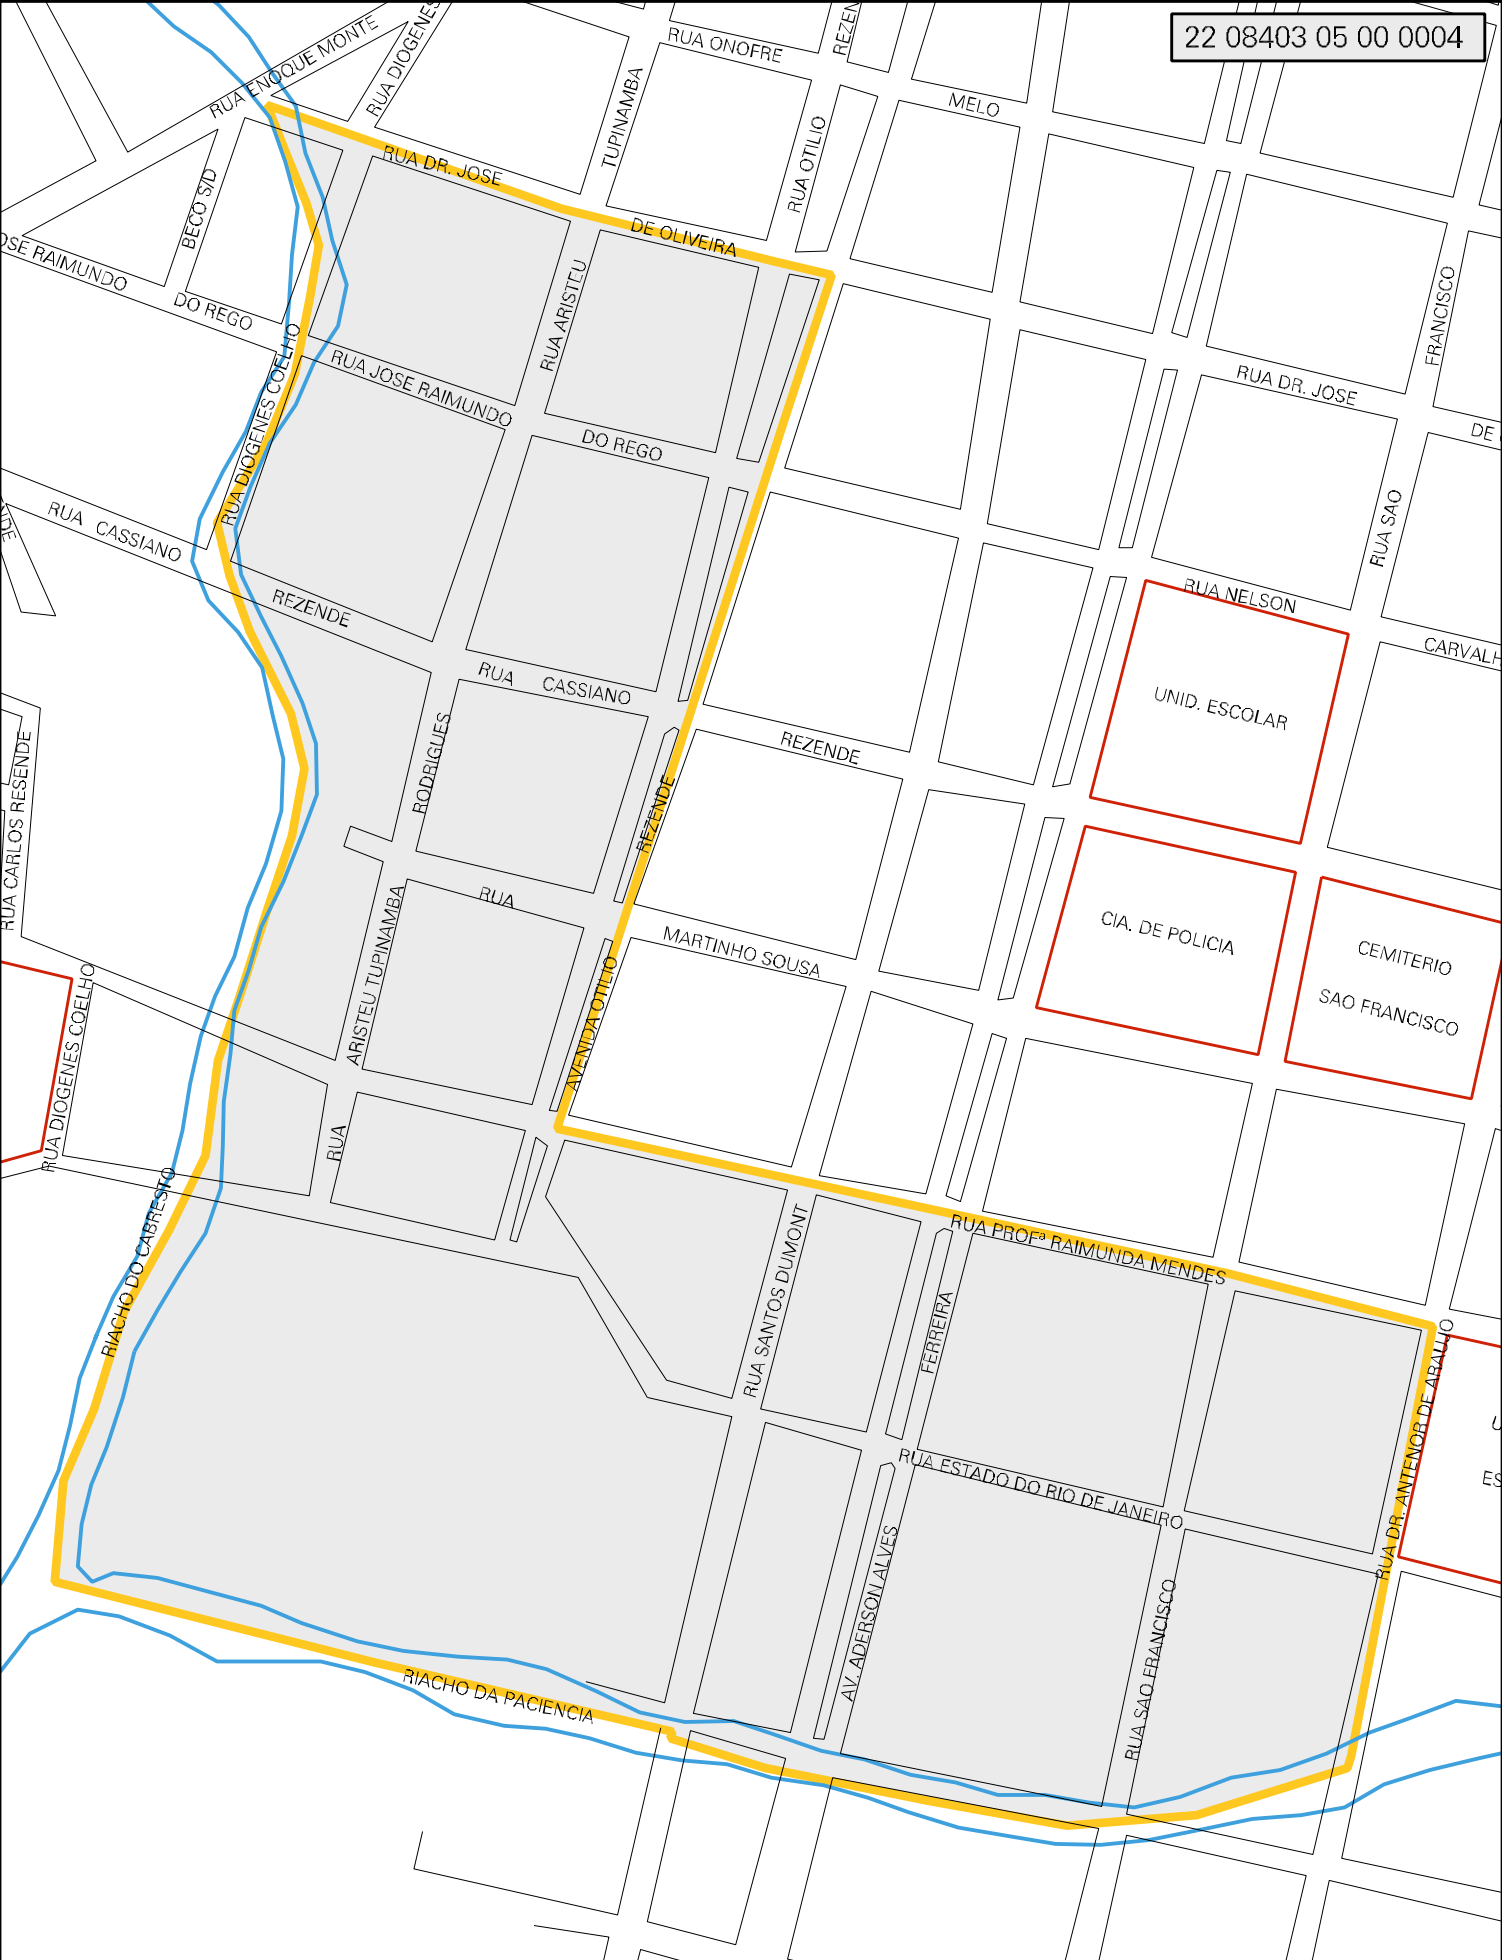 22 08403 05 00 0004
RUA ENOQUE MONTE
RUA DIOGENES
RUA ONOFRE
REZEN
MELO
TUPINAMBA
RUA OTILIO
RUA DR. JOSE
DE OLIVEIRA
BECO S/D
OSE RAIMUNDO
DO REGO
RUA ARISTEU
FRANCISCO
RUA DIOGENES COELHO
RUA JOSE RAIMUNDO
DO REGO
RUA DR. JOSE
DE
RUA SAO
RUA CASSIANO
REZENDE
RUA NELSON
CARVALH
RUA CASSIANO
REZENDE
UNID. ESCOLAR
RODRIGUES
REZENDE
RUA CARLOS RESENDE
RUA
MARTINHO SOUSA
CIA. DE POLICIA
CEMITERIO
SAO FRANCISCO
ARISTEU TUPINAMBA
AVENIDA OTILIO
RUA DIOGENES COELHO
RUA
RIACHO DO CABRESTO
RUA SANTOS DUMONT
RUA PROFª RAIMUNDA MENDES
FERREIRA
RUA DR. ANTENOR DE ARAUJO
U
ES
RUA ESTADO DO RIO DE JANEIRO
AV. ADERSON ALVES
RUA SAO FRANCISCO
RIACHO DA PACIENCIA